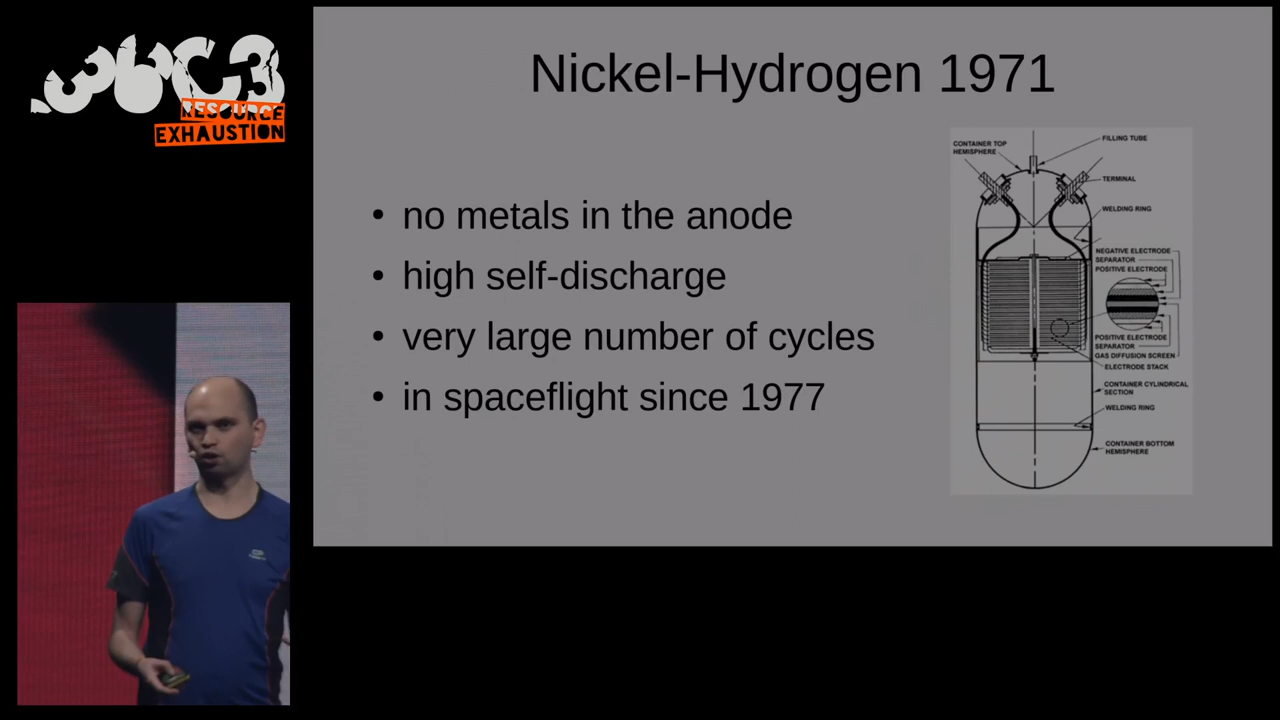 36C3
RESOURCE
EXHAUSTION
Nickel-Hydrogen 1971
• no metals in the anode
• high self-discharge
• very large number of cycles
• in spaceflight since 1977
CONTAINER TOP
HEMISPHERE
FILLING TUBE
TERMINAL
WELDING RING
NEGATIVE ELECTRODE
SEPARATOR
POSITIVE ELECTRODE
POSITIVE ELECTRODE
SEPARATOR
GAS DIFFUSION SCREEN
ELECTRODE STACK
CONTAINER CYLINDRICAL
SECTION
WELDING RING
CONTAINER BOTTOM
HEMISPHERE